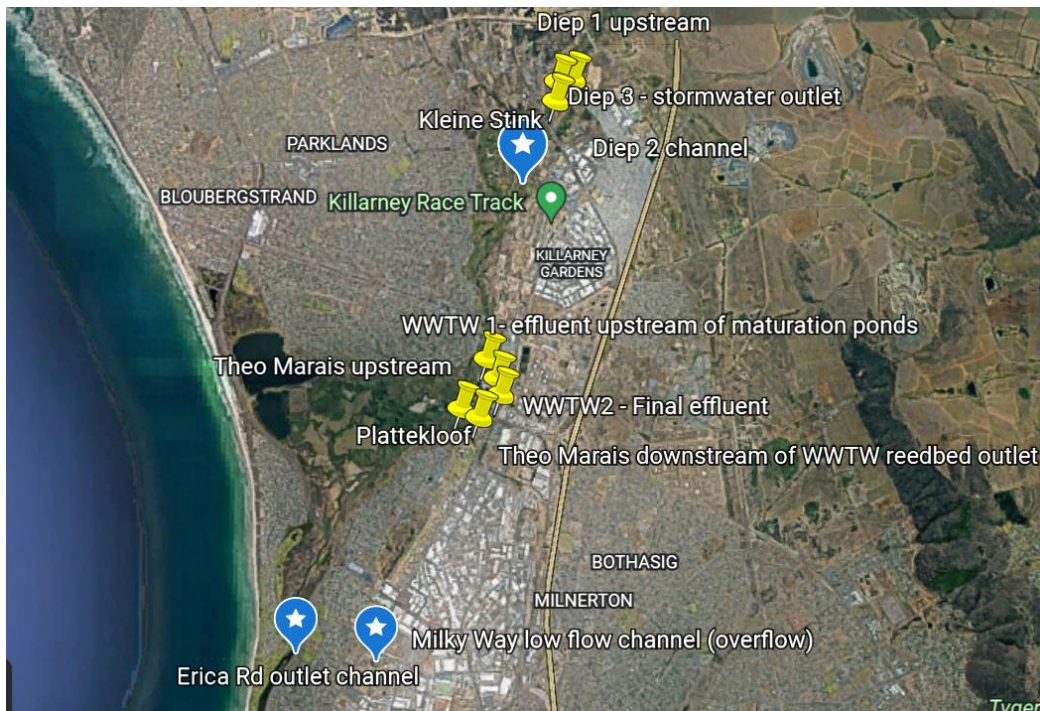 Diep 1 upstream
Diep 3 - stormwater outlet
Kleine Stink
PARKLANDS
Diep 2 channel
BLOUBERGSTRAND
Killarney Race Track
KILLARNEY
GARDENS
WWTW 1- effluent upstream of maturation ponds
Theo Marais upstream
WWTW2 - Final effluent
Plattekloof
Theo Marais downstream of WWTW reedbed outlet
BOTHASIG
MILNERTON
Milky Way low flow channel (overflow)
Erica Rd outlet channel
Tyger